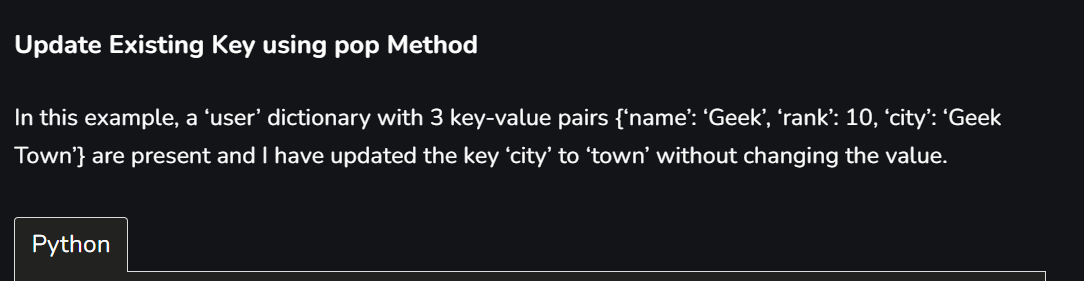 Update Existing Key using pop Method
In this example, a ‘user’ dictionary with 3 key-value pairs {‘name’: ‘Geek’, ‘rank’: 10, ‘city’: ‘Geek
Town’} are present and I have updated the key ‘city’ to ‘town’ without changing the value.
Python